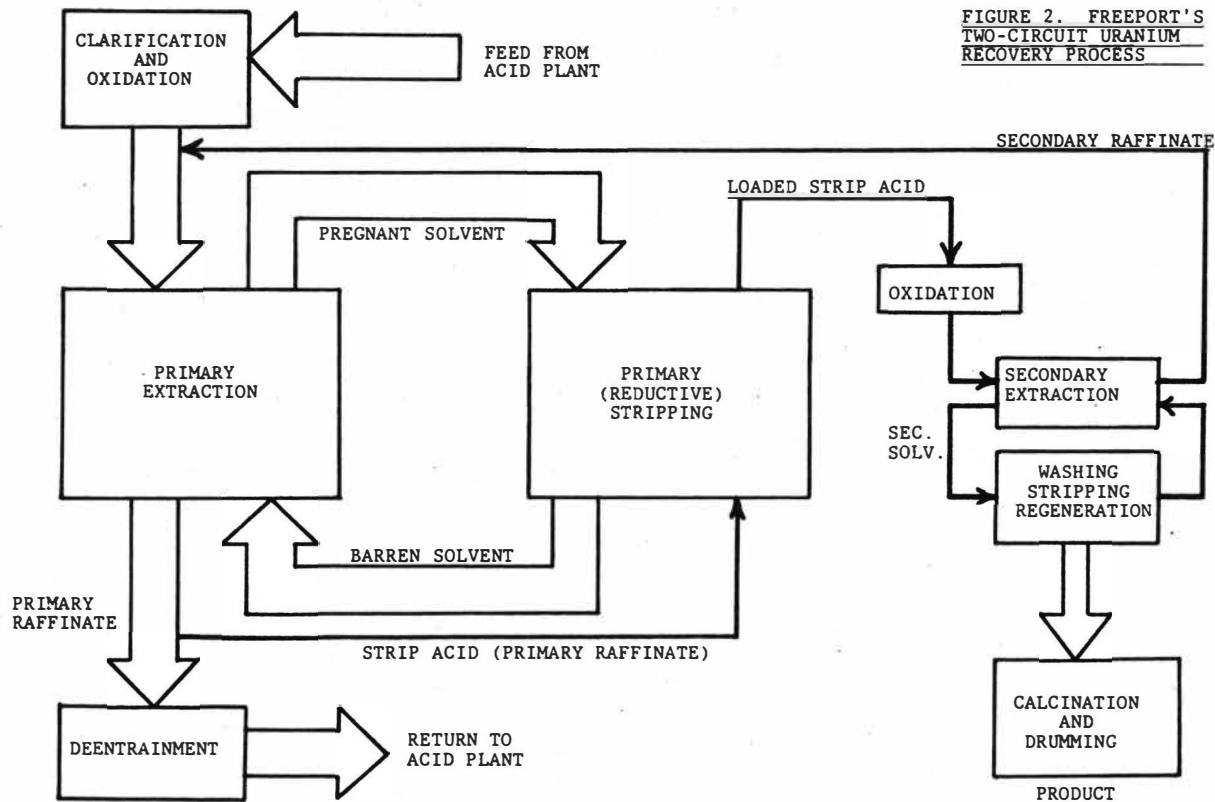 FIGURE 2. FREEPORT'S
TWO-CIRCUIT URANIUM
RECOVERY PROCESS
CLARIFICATION
AND
OXIDATION
FEED FROM
ACID PLANT
SECONDARY RAFFINATE
LOADED STRIP ACID
PREGNANT SOLVENT
OXIDATION
PRIMARY
EXTRACTION
PRIMARY
(REDUCTIVE)
STRIPPING
SECONDARY
EXTRACTION
SEC.
SOLV.
WASHING
STRIPPING
REGENERATION
BARREN SOLVENT
PRIMARY
RAFFINATE
STRIP ACID (PRIMARY RAFFINATE)
DEENTRAINMENT
RETURN TO
ACID PLANT
CALCINATION
AND
DRUMMING
PRODUCT